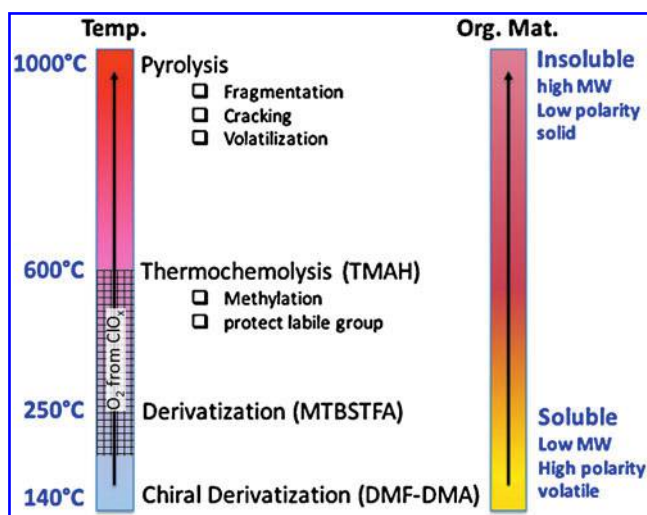 Temp.
Org. Mat.
1000°C
Pyrolysis
Fragmentation
Cracking
Volatilization
Insoluble
high MW
Low polarity
solid
600°C
Thermochemolysis (TMAH)
Methylation
protect labile group
O₂ from ClOₓ
250°C
Derivatization (MTBSTFA)
Soluble
Low MW
High polarity
volatile
140°C
Chiral Derivatization (DMF-DMA)